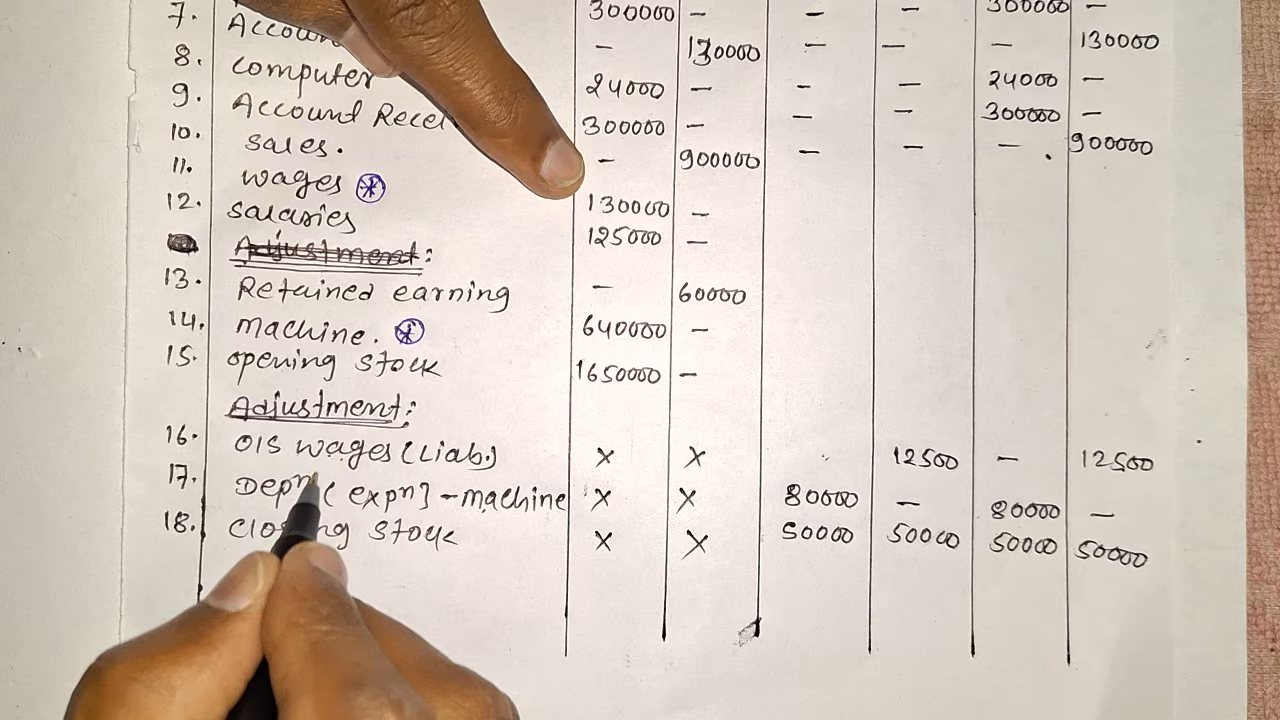 7. 300000 - - - 300000 -
8. Account - 130000 - - - 130000
9. Computer 24000 - - - 24000 -
10. Account 300000 - - - 300000 -
11. Sales. - 900000 - - - 900000
12. Wages 130000 -
Salaries 125000 -
Adjustment:
13. Retained earning - 60000
14. Machine. 640000 -
15. Opening stock 1650000 -
Adjustment:
16. O/S wages (Liab.) x x 12500 - 12500
17. Depn [expn] - machine x x 80000 - 80000 -
18. Closing stock x x 50000 50000 50000 50000